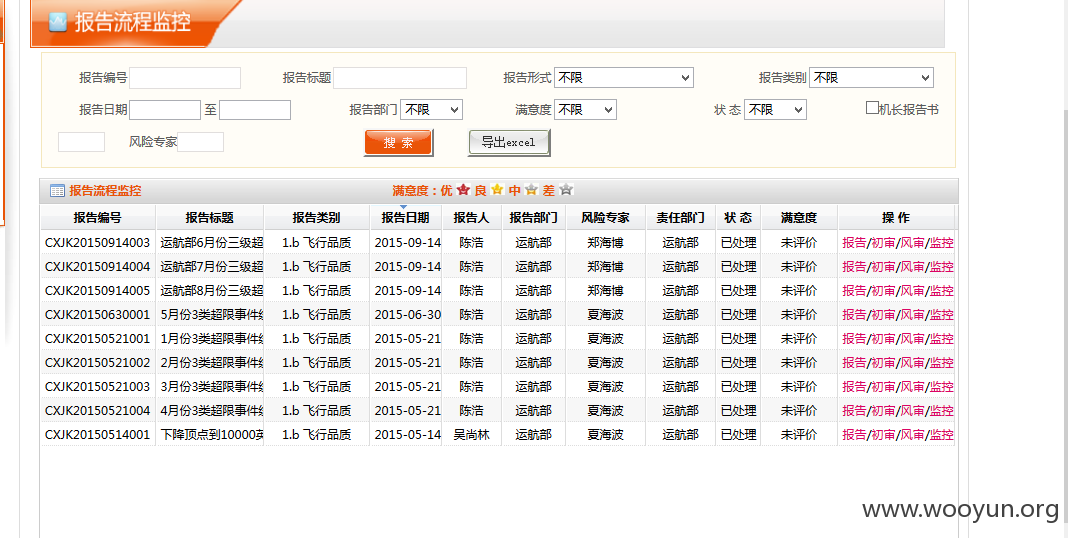 报告流程监控
报告编号 报告标题 报告形式 不限 报告类别 不限
报告日期 至 报告部门 不限 满意度 不限 状 态 不限 机长报告书
风险专家 搜 索 导出excel
报告流程监控 满意度：优 良 中 差
报告编号 报告标题 报告类别 报告日期 报告人 报告部门 风险专家 责任部门 状 态 满意度 操 作
CXJK20150914003 运航部6月份三级超 1.b 飞行品质 2015-09-14 陈浩 运航部 郑海博 运航部 已处理 未评价 报告/初审/风审/监控
CXJK20150914004 运航部7月份三级超 1.b 飞行品质 2015-09-14 陈浩 运航部 郑海博 运航部 已处理 未评价 报告/初审/风审/监控
CXJK20150914005 运航部8月份三级超 1.b 飞行品质 2015-09-14 陈浩 运航部 郑海博 运航部 已处理 未评价 报告/初审/风审/监控
CXJK20150630001 5月份3类超限事件 1.b 飞行品质 2015-06-30 陈浩 运航部 夏海波 运航部 已处理 未评价 报告/初审/风审/监控
CXJK20150521001 1月份3类超限事件 1.b 飞行品质 2015-05-21 陈浩 运航部 夏海波 运航部 已处理 未评价 报告/初审/风审/监控
CXJK20150521002 2月份3类超限事件 1.b 飞行品质 2015-05-21 陈浩 运航部 夏海波 运航部 已处理 未评价 报告/初审/风审/监控
CXJK20150521003 3月份3类超限事件 1.b 飞行品质 2015-05-21 陈浩 运航部 夏海波 运航部 已处理 未评价 报告/初审/风审/监控
CXJK20150521004 4月份3类超限事件 1.b 飞行品质 2015-05-21 陈浩 运航部 夏海波 运航部 已处理 未评价 报告/初审/风审/监控
CXJK20150514001 下降顶点到10000英 1.b 飞行品质 2015-05-14 吴尚林 运航部 夏海波 运航部 已处理 未评价 报告/初审/风审/监控
www.wooyun.org